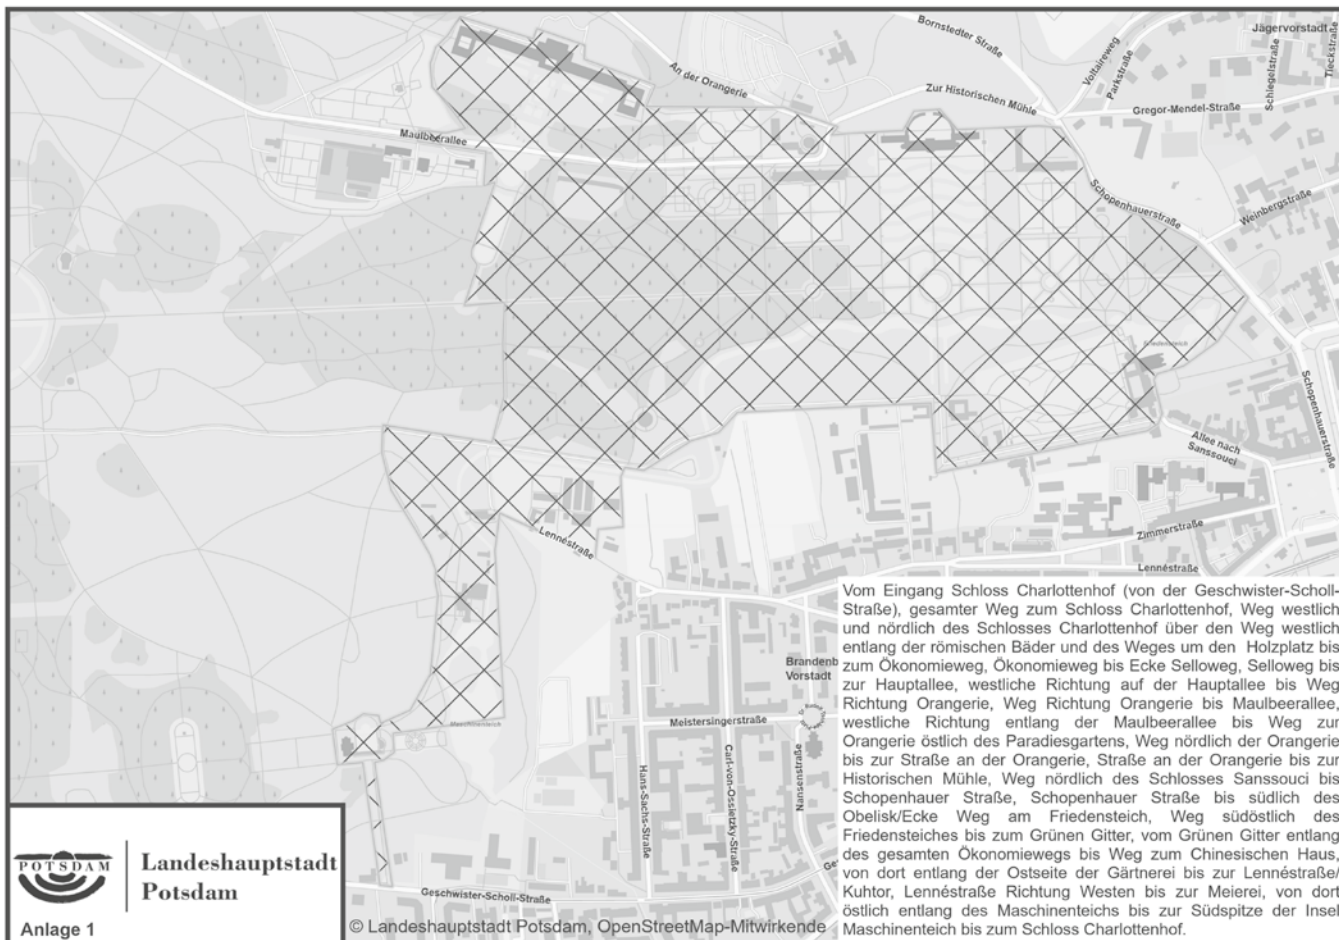 Bornstedter Straße
Jägervorstadt
Voltaireweg
Parkstraße
Schlegelstraße
Tieckstraße
An der Orangerie
Zur Historischen Mühle
Gregor-Mendel-Straße
Maulbeerallee
Schopenhauerstraße
Weinbergstraße
Friedensteich
Schopenhauerstraße
Allee nach
Sanssouci
Lennéstraße
Zimmerstraße
Lennéstraße
Brandenb
Vorstadt
Maschinenteich
Meistersingerstraße
Hans-Sachs-Straße
Carl-von-Ossietzky-Straße
Nansenstraße
Geschwister-Scholl-Straße
Ge
Vom Eingang Schloss Charlottenhof (von der Geschwister-Scholl-
Straße), gesamter Weg zum Schloss Charlottenhof, Weg westlich
und nördlich des Schlosses Charlottenhof über den Weg westlich
entlang der römischen Bäder und des Weges um den Holzplatz bis
zum Ökonomieweg, Ökonomieweg bis Ecke Selloweg, Selloweg bis
zur Hauptallee, westliche Richtung auf der Hauptallee bis Weg
Richtung Orangerie, Weg Richtung Orangerie bis Maulbeerallee,
westliche Richtung entlang der Maulbeerallee bis Weg zur
Orangerie östlich des Paradiesgartens, Weg nördlich der Orangerie
bis zur Straße an der Orangerie, Straße an der Orangerie bis zur
Historischen Mühle, Weg nördlich des Schlosses Sanssouci bis
Schopenhauer Straße, Schopenhauer Straße bis südlich des
Obelisk/Ecke Weg am Friedensteich, Weg südöstlich des
Friedensteiches bis zum Grünen Gitter, vom Grünen Gitter entlang
des gesamten Ökonomiewegs bis Weg zum Chinesischen Haus,
von dort entlang der Ostseite der Gärtnerei bis zur Lennéstraße/
Kuhtor, Lennéstraße Richtung Westen bis zur Meierei, von dort
östlich entlang des Maschinenteichs bis zur Südspitze der Insel
Maschinenteich bis zum Schloss Charlottenhof.
POTSDAM
Landeshauptstadt
Potsdam
Anlage 1
© Landeshauptstadt Potsdam, OpenStreetMap-Mitwirkende